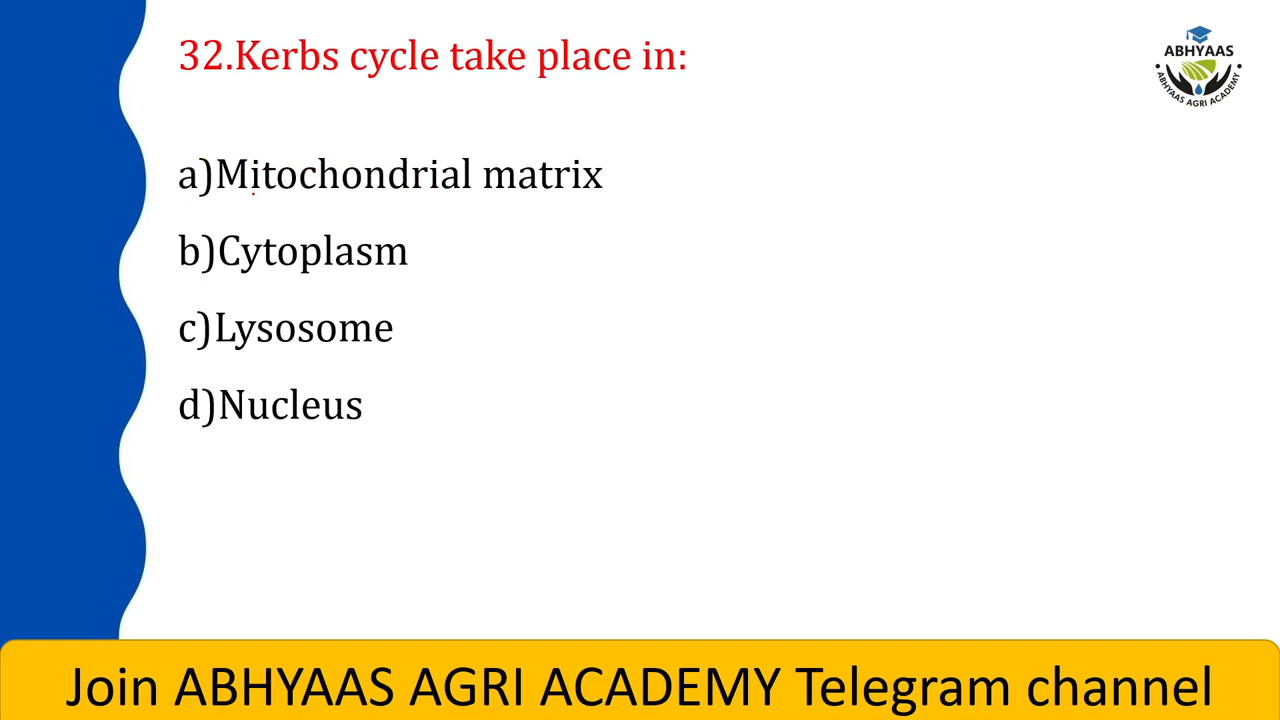 32.Kerbs cycle take place in:
ABHYAAS
ABHYAAS AGRI ACADEMY
a)Mitochondrial matrix
b)Cytoplasm
c)Lysosome
d)Nucleus
Join ABHYAAS AGRI ACADEMY Telegram channel